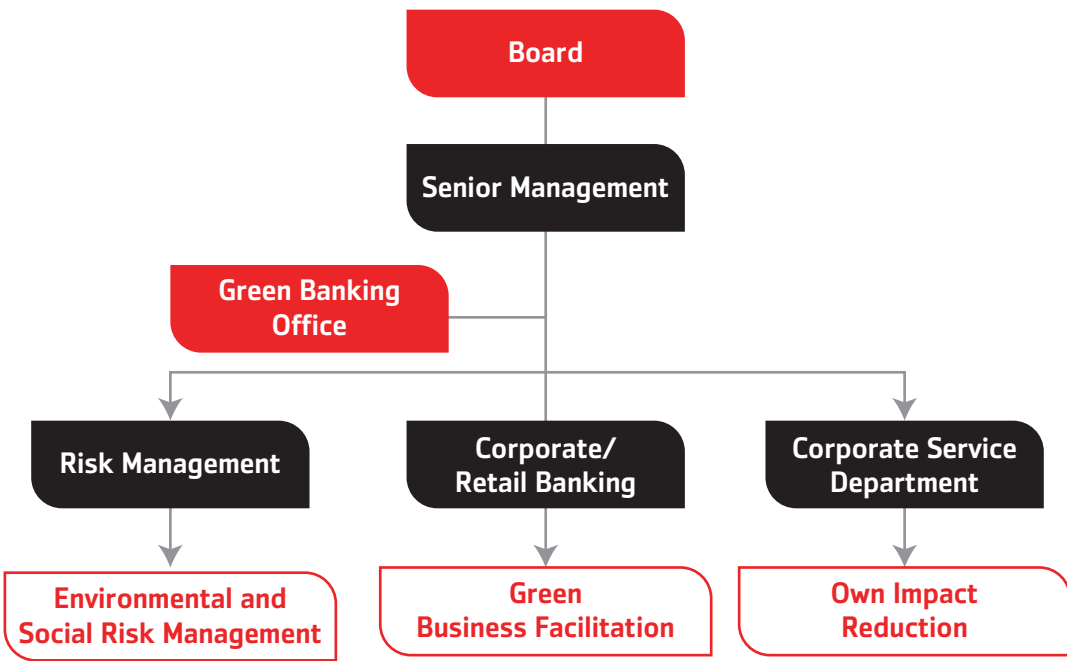 Board
Senior Management
Green Banking
Office
Risk Management
Corporate/
Retail Banking
Corporate Service
Department
Environmental and
Social Risk Management
Green
Business Facilitation
Own Impact
Reduction